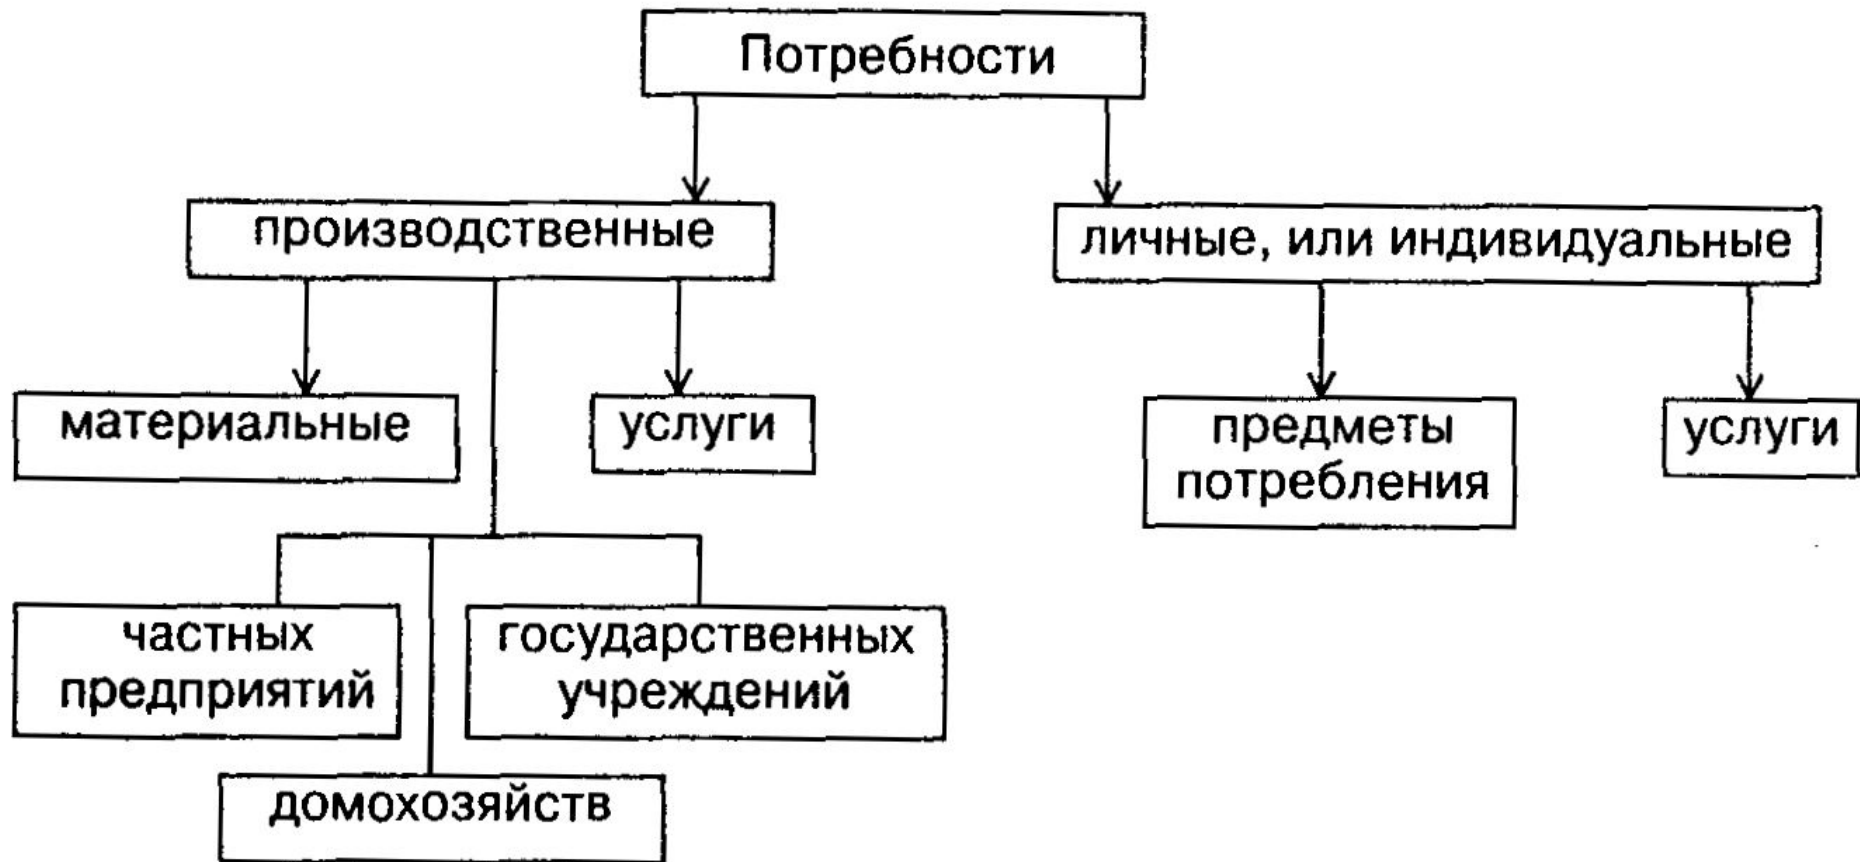 Потребности
производственные
личные, или индивидуальные
материальные
услуги
предметы
потребления
услуги
частных
предприятий
государственных
учреждений
домохозяйств